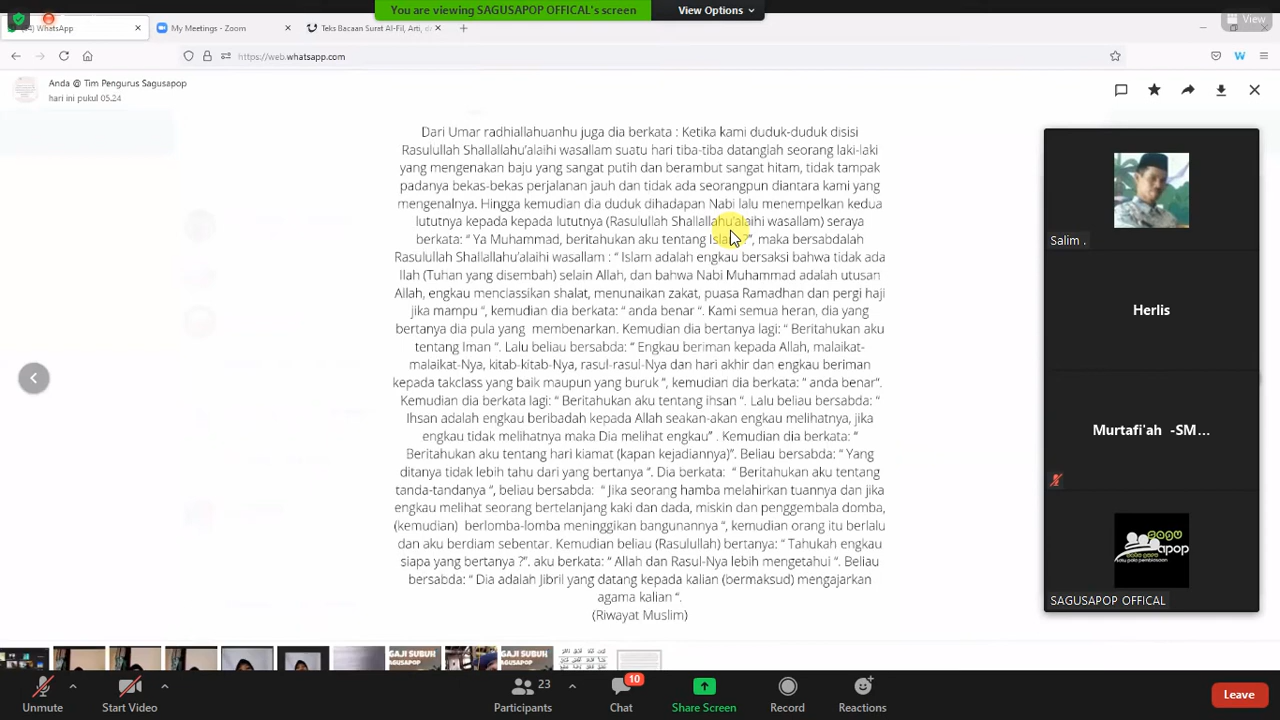 You are viewing SAGUSAPOP OFFICAL's screen
View Options
View
WhatsApp
My Meetings - Zoom
Teks Bacaan Surat Al-Fil, Arti, da
https://web.whatsapp.com
Anda @ Tim Pengurus Sagusapop
hari ini pukul 05.24
Dari Umar radhiallahuanhu juga dia berkata : Ketika kami duduk-duduk disisi
Rasulullah Shallallahu'alaihi wasallam suatu hari tiba-tiba datanglah seorang laki-laki
yang mengenakan baju yang sangat putih dan berambut sangat hitam, tidak tampak
padanya bekas-bekas perjalanan jauh dan tidak ada seorangpun diantara kami yang
mengenalnya. Hingga kemudian dia duduk dihadapan Nabi lalu menempelkan kedua
lututnya kepada kepada lututnya (Rasulullah Shallallahu'alaihi wasallam) seraya
berkata: “ Ya Muhammad, beritahukan aku tentang Islam ?”, maka bersabdalah
Rasulullah Shallallahu'alaihi wasallam : “ Islam adalah engkau bersaksi bahwa tidak ada
Ilah (Tuhan yang disembah) selain Allah, dan bahwa Nabi Muhammad adalah utusan
Allah, engkau menclassikan shalat, menunaikan zakat, puasa Ramadhan dan pergi haji
jika mampu “, kemudian dia berkata: “ anda benar “. Kami semua heran, dia yang
bertanya dia pula yang membenarkan. Kemudian dia bertanya lagi: “ Beritahukan aku
tentang Iman “. Lalu beliau bersabda: “ Engkau beriman kepada Allah, malaikat-
malaikat-Nya, kitab-kitab-Nya, rasul-rasul-Nya dan hari akhir dan engkau beriman
kepada takclass yang baik maupun yang buruk “, kemudian dia berkata: “ anda benar“.
Kemudian dia berkata lagi: “ Beritahukan aku tentang ihsan “. Lalu beliau bersabda: “
Ihsan adalah engkau beribadah kepada Allah seakan-akan engkau melihatnya, jika
engkau tidak melihatnya maka Dia melihat engkau” . Kemudian dia berkata: “
Beritahukan aku tentang hari kiamat (kapan kejadiannya)”. Beliau bersabda: “ Yang
ditanya tidak lebih tahu dari yang bertanya “. Dia berkata: “ Beritahukan aku tentang
tanda-tandanya “, beliau bersabda: “ Jika seorang hamba melahirkan tuannya dan jika
engkau melihat seorang bertelanjang kaki dan dada, miskin dan penggembala domba,
(kemudian) berlomba-lomba meninggikan bangunannya “, kemudian orang itu berlalu
dan aku berdiam sebentar. Kemudian beliau (Rasulullah) bertanya: “ Tahukah engkau
siapa yang bertanya ?”. aku berkata: “ Allah dan Rasul-Nya lebih mengetahui “. Beliau
bersabda: “ Dia adalah Jibril yang datang kepada kalian (bermaksud) mengajarkan
agama kalian “.
(Riwayat Muslim)
Salim .
Herlis
Murtafi'ah -SM...
SAGUSAPOP OFFICAL
Unmute
Start Video
23
Participants
10
Chat
Share Screen
Record
Reactions
Leave